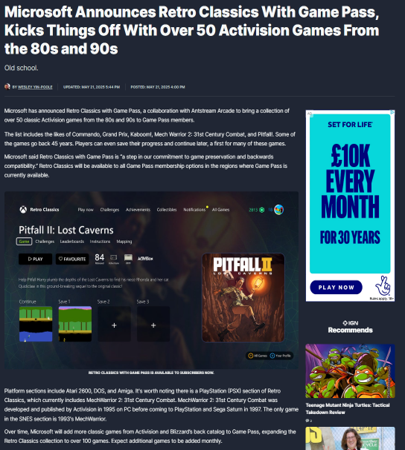 Microsoft Announces Retro Classics With Game Pass,
Kicks Things Off With Over 50 Activision Games From
the 80s and 90s
Old school.
BY WESLEY YIN-POOLE
UPDATED: MAY 21, 2025 5:44 PM
POSTED: MAY 21, 2025 4:00 PM
Microsoft has announced Retro Classics with Game Pass, a collaboration with Antstream Arcade to bring a collection of
over 50 classic Activision games from the 80s and 90s to Game Pass members.
The list includes the likes of Commando, Grand Prix, Kaboom!, Mech Warrior 2: 31st Century Combat, and Pitfall!. Some of
the games go back 45 years. Players can even save their progress and continue later, a first for many of these games.
Microsoft said Retro Classics with Game Pass is "a step in our commitment to game preservation and backwards
compatibility." Retro Classics will be available to all Game Pass membership options in the regions where Game Pass is
currently available.
Retro Classics
Play now
Challenges
Achievements
Collectibles
Notifications
All Games
Pitfall II: Lost Caverns
Game
Challenges
Leaderboards
Instructions
Mapping
PLAY
FAVOURITE
84
Continue
Save 1
Save 2
Save 3
PITFALL II
LOST CAVERNS
All Games
Your Profile
RETRO CLASSICS WITH GAME PASS IS AVAILABLE TO SUBSCRIBERS NOW.
Platform sections include Atari 2600, DOS, and Amiga. It's worth noting there is a PlayStation (PSX) section of Retro
Classics, which currently includes MechWarrior 2: 31st Century Combat. MechWarrior 2: 31st Century Combat was
developed and published by Activision in 1995 on PC before coming to PlayStation and Sega Saturn in 1997. The only game
in the SNES section is 1993's MechWarrior.
Over time, Microsoft will add more classic games from Activision and Blizzard's back catalog to Game Pass, expanding the
Retro Classics collection to over 100 games. Expect additional games to be added monthly.
SET FOR LIFE
£10K
EVERY
MONTH
FOR 30 YEARS
PLAY NOW
Rules apply. 18+
IGN
Recommends
Teenage Mutant Ninja Turtles: Tactical
Takedown Review